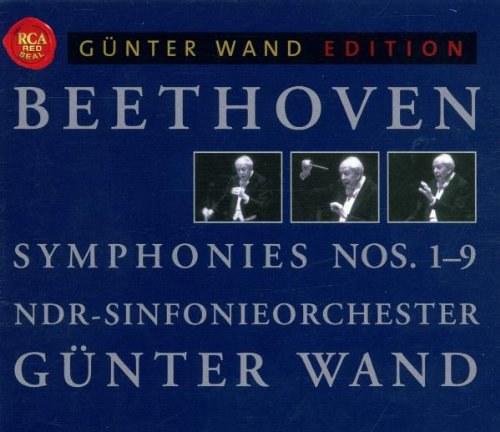 RCA
RED
SEAL
GÜNTER WAND EDITION
BEETHOVEN
SYMPHONIES NOS. 1–9
NDR-SINFONIEORCHESTER
GÜNTER WAND